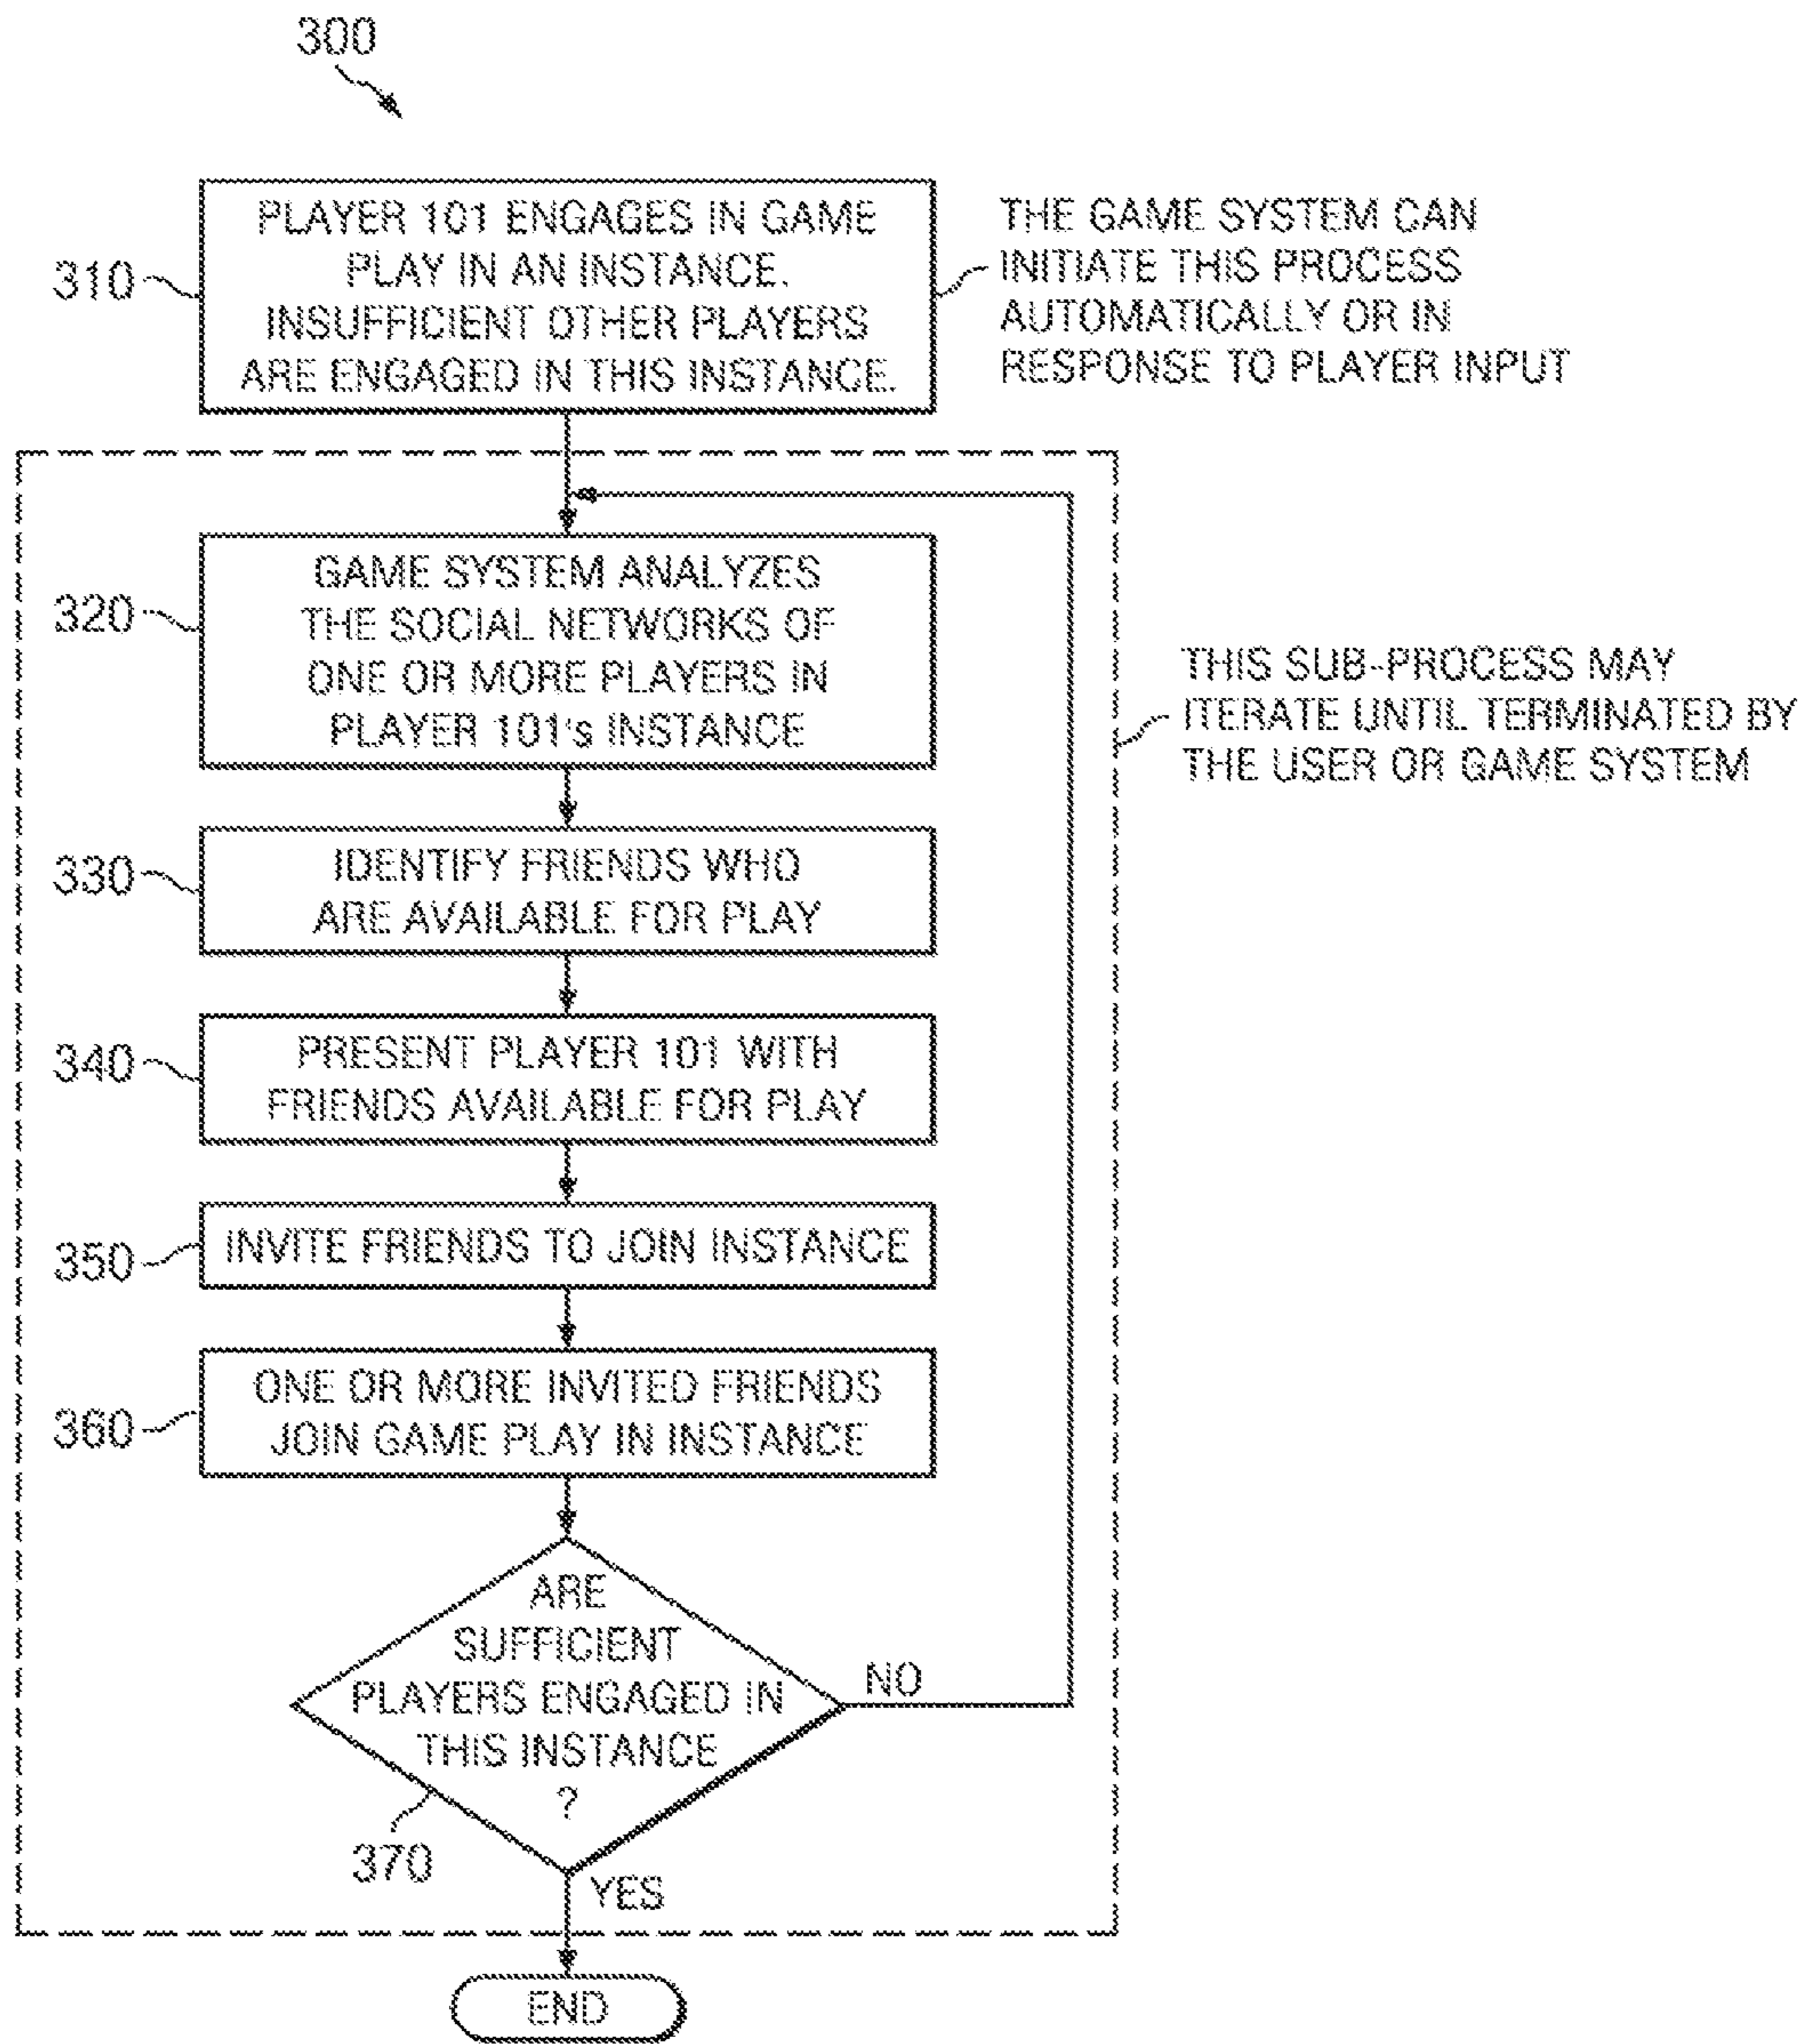 300
310
PLAYER 101 ENGAGES IN GAME
PLAY IN AN INSTANCE.
INSUFFICIENT OTHER PLAYERS
ARE ENGAGED IN THIS INSTANCE.
THE GAME SYSTEM CAN
INITIATE THIS PROCESS
AUTOMATICALLY OR IN
RESPONSE TO PLAYER INPUT
320
GAME SYSTEM ANALYZES
THE SOCIAL NETWORKS OF
ONE OR MORE PLAYERS IN
PLAYER 101's INSTANCE
THIS SUB-PROCESS MAY
ITERATE UNTIL TERMINATED BY
THE USER OR GAME SYSTEM
330
IDENTIFY FRIENDS WHO
ARE AVAILABLE FOR PLAY
340
PRESENT PLAYER 101 WITH
FRIENDS AVAILABLE FOR PLAY
350
INVITE FRIENDS TO JOIN INSTANCE
360
ONE OR MORE INVITED FRIENDS
JOIN GAME PLAY IN INSTANCE
ARE
SUFFICIENT
PLAYERS ENGAGED IN
THIS INSTANCE
?
NO
370
YES
END